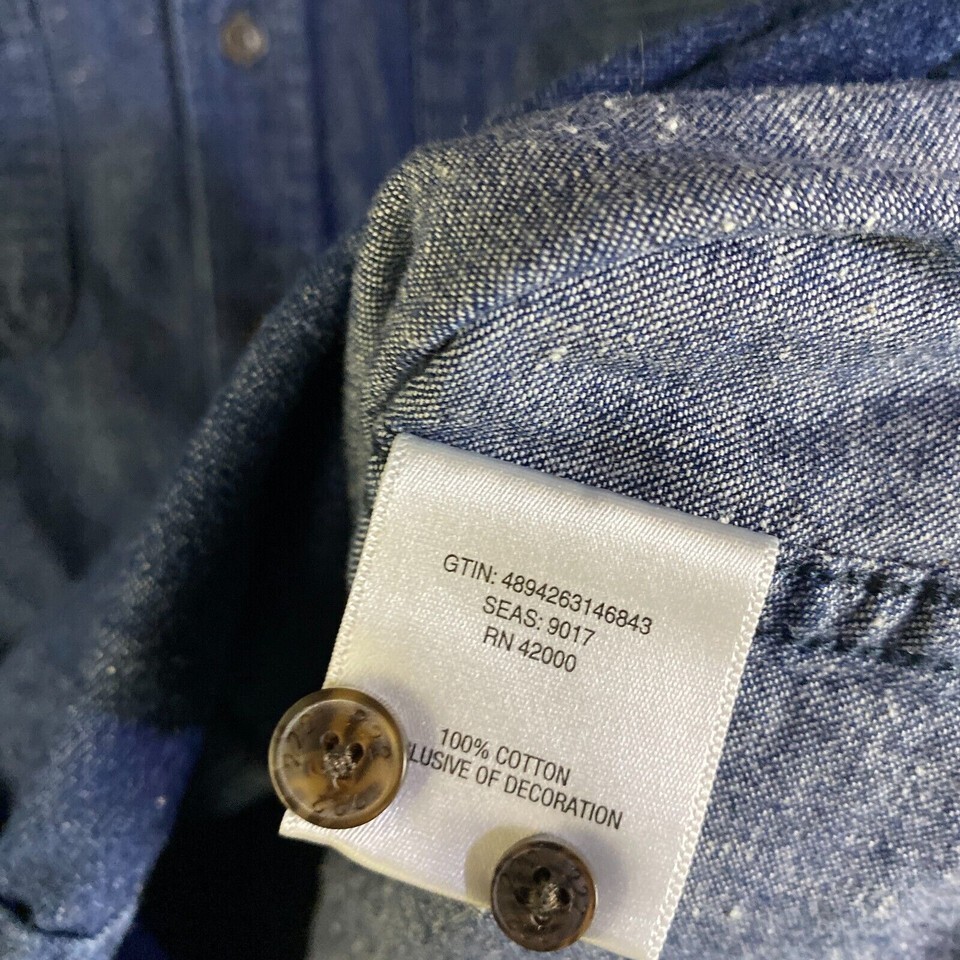 GTIN: 4894263146843
SEAS: 9017
RN 42000
100% COTTON
LUSIVE OF DECORATION